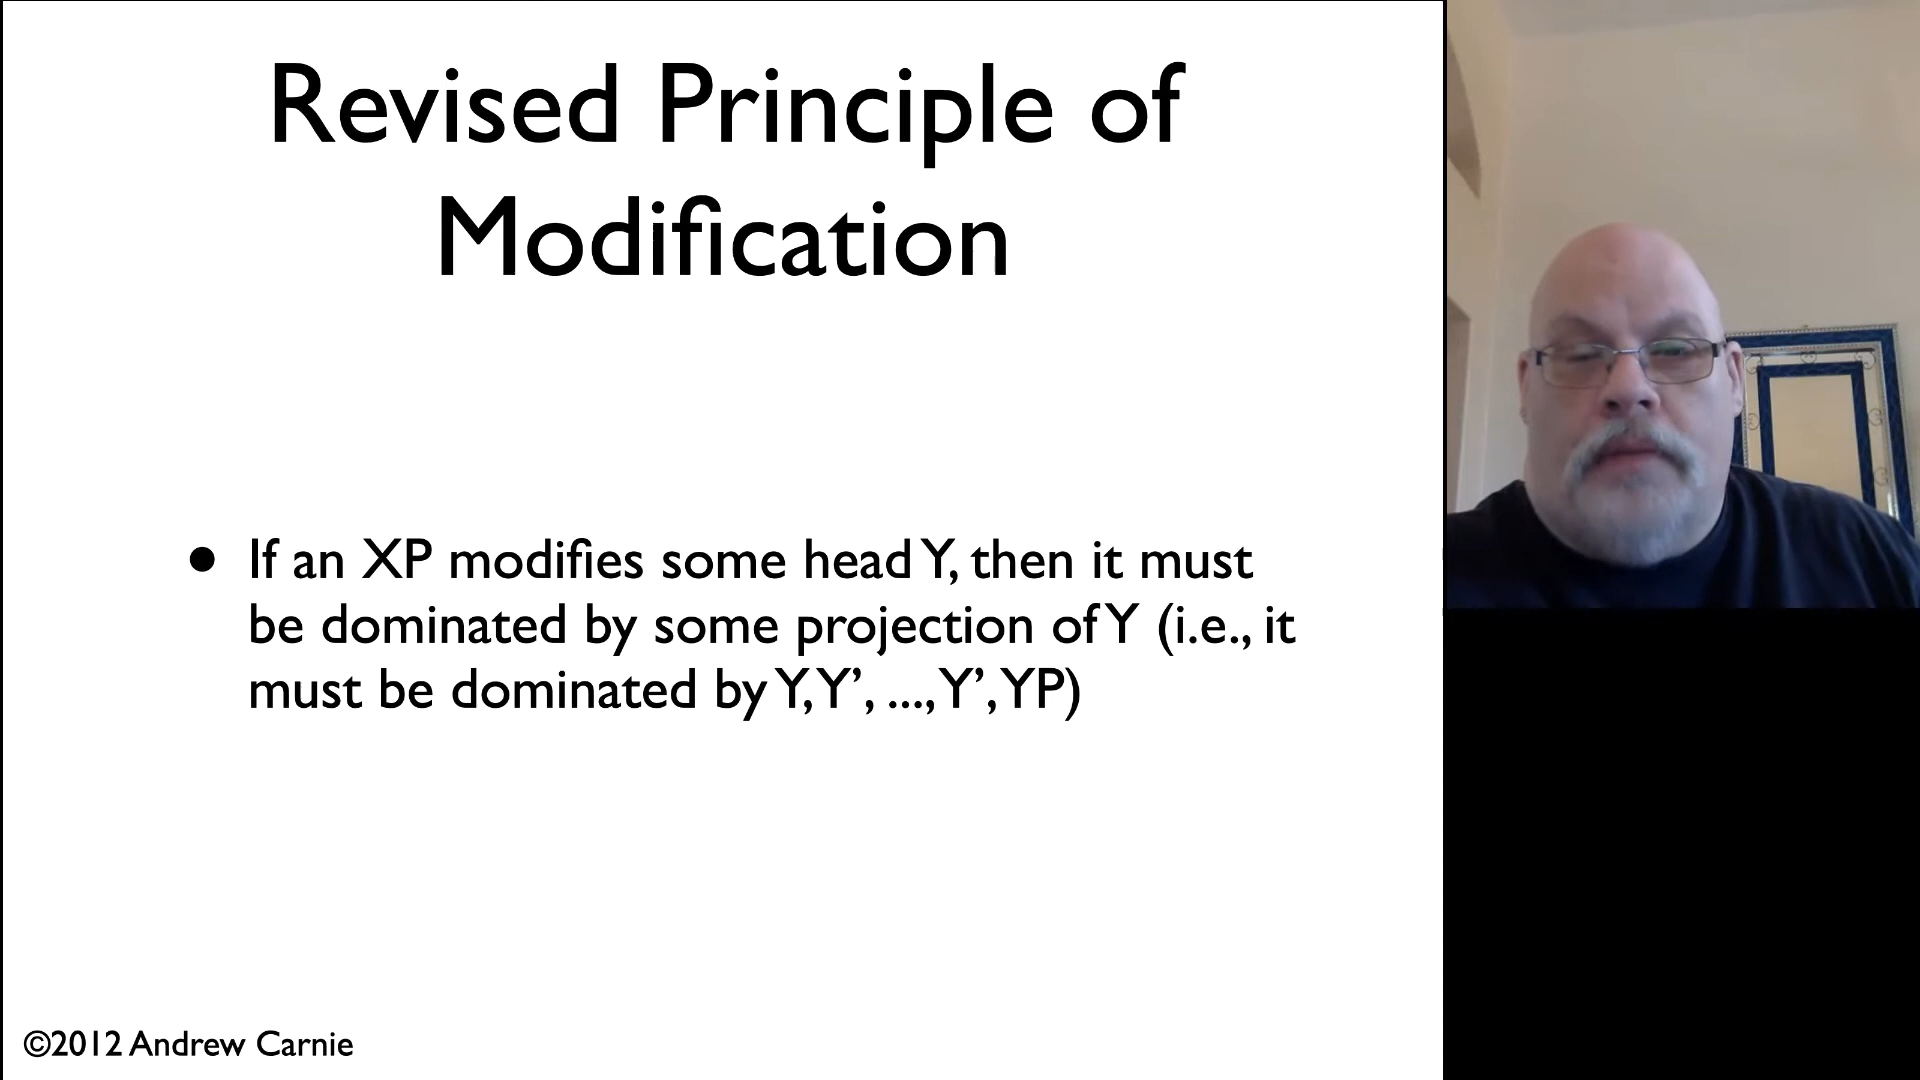 Revised Principle of
Modification
• If an XP modifies some head Y, then it must
be dominated by some projection of Y (i.e., it
must be dominated by Y, Y’, ..., Y’, YP)
©2012 Andrew Carnie